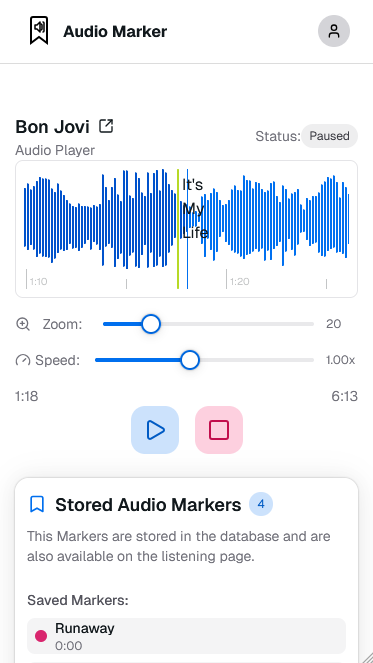 Audio Marker
Bon Jovi
Audio Player
Status: Paused
It's
My
Life
1:10
1:20
Zoom:
20
Speed:
1.00x
1:18
6:13
Stored Audio Markers
4
This Markers are stored in the database and are
also available on the listening page.
Saved Markers:
Runaway
0:00